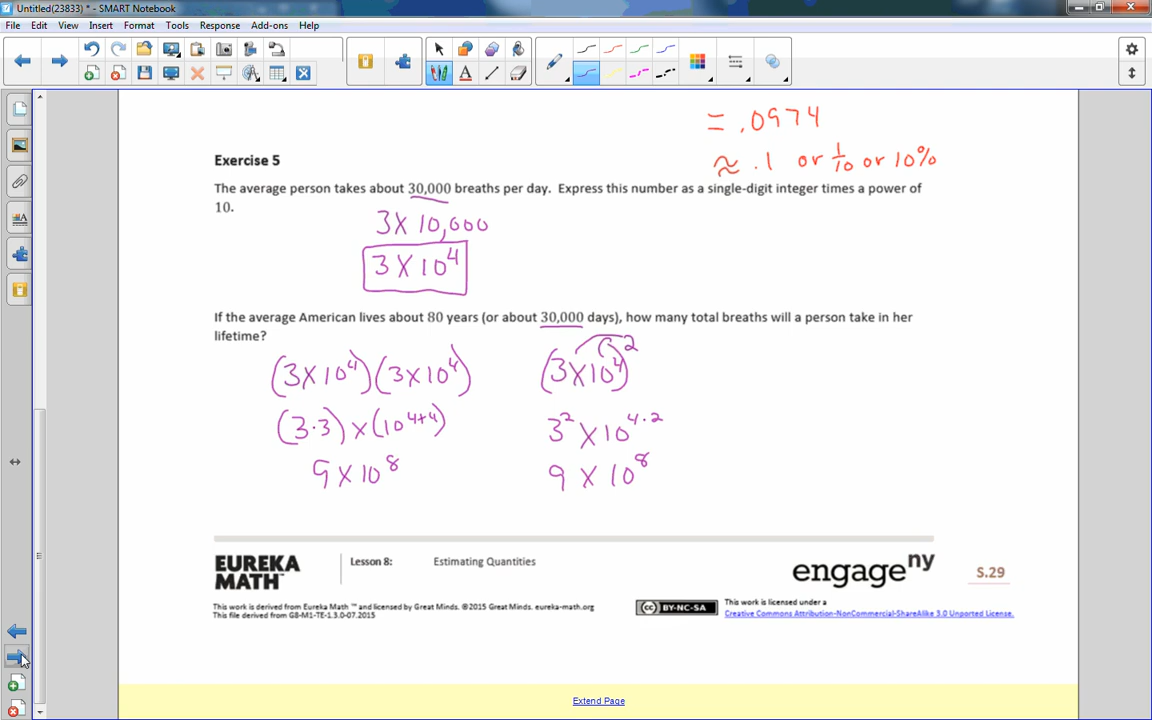 Untitled(23833) * - SMART Notebook
File Edit View Insert Format Tools Response Add-ons Help
= .0974
≈ .1 or 1/10 or 10%
Exercise 5
The average person takes about 30,000 breaths per day. Express this number as a single-digit integer times a power of
10.
3 X 10,000
3 X 10^4
If the average American lives about 80 years (or about 30,000 days), how many total breaths will a person take in her
lifetime?
(3 X 10^4)(3 X 10^4) (3 X 10^4)^2
(3·3) x (10^4+4) 3^2 X 10^4·2
9 X 10^8 9 X 10^8
EUREKA
MATH™
Lesson 8: Estimating Quantities
engage^ny
S.29
This work is derived from Eureka Math ™ and licensed by Great Minds. ©2015 Great Minds. eureka-math.org
This file derived from G8-M1-TE-1.3.0-07.2015
cc BY-NC-SA
This work is licensed under a
Creative Commons Attribution-NonCommercial-ShareAlike 3.0 Unported License.
Extend Page